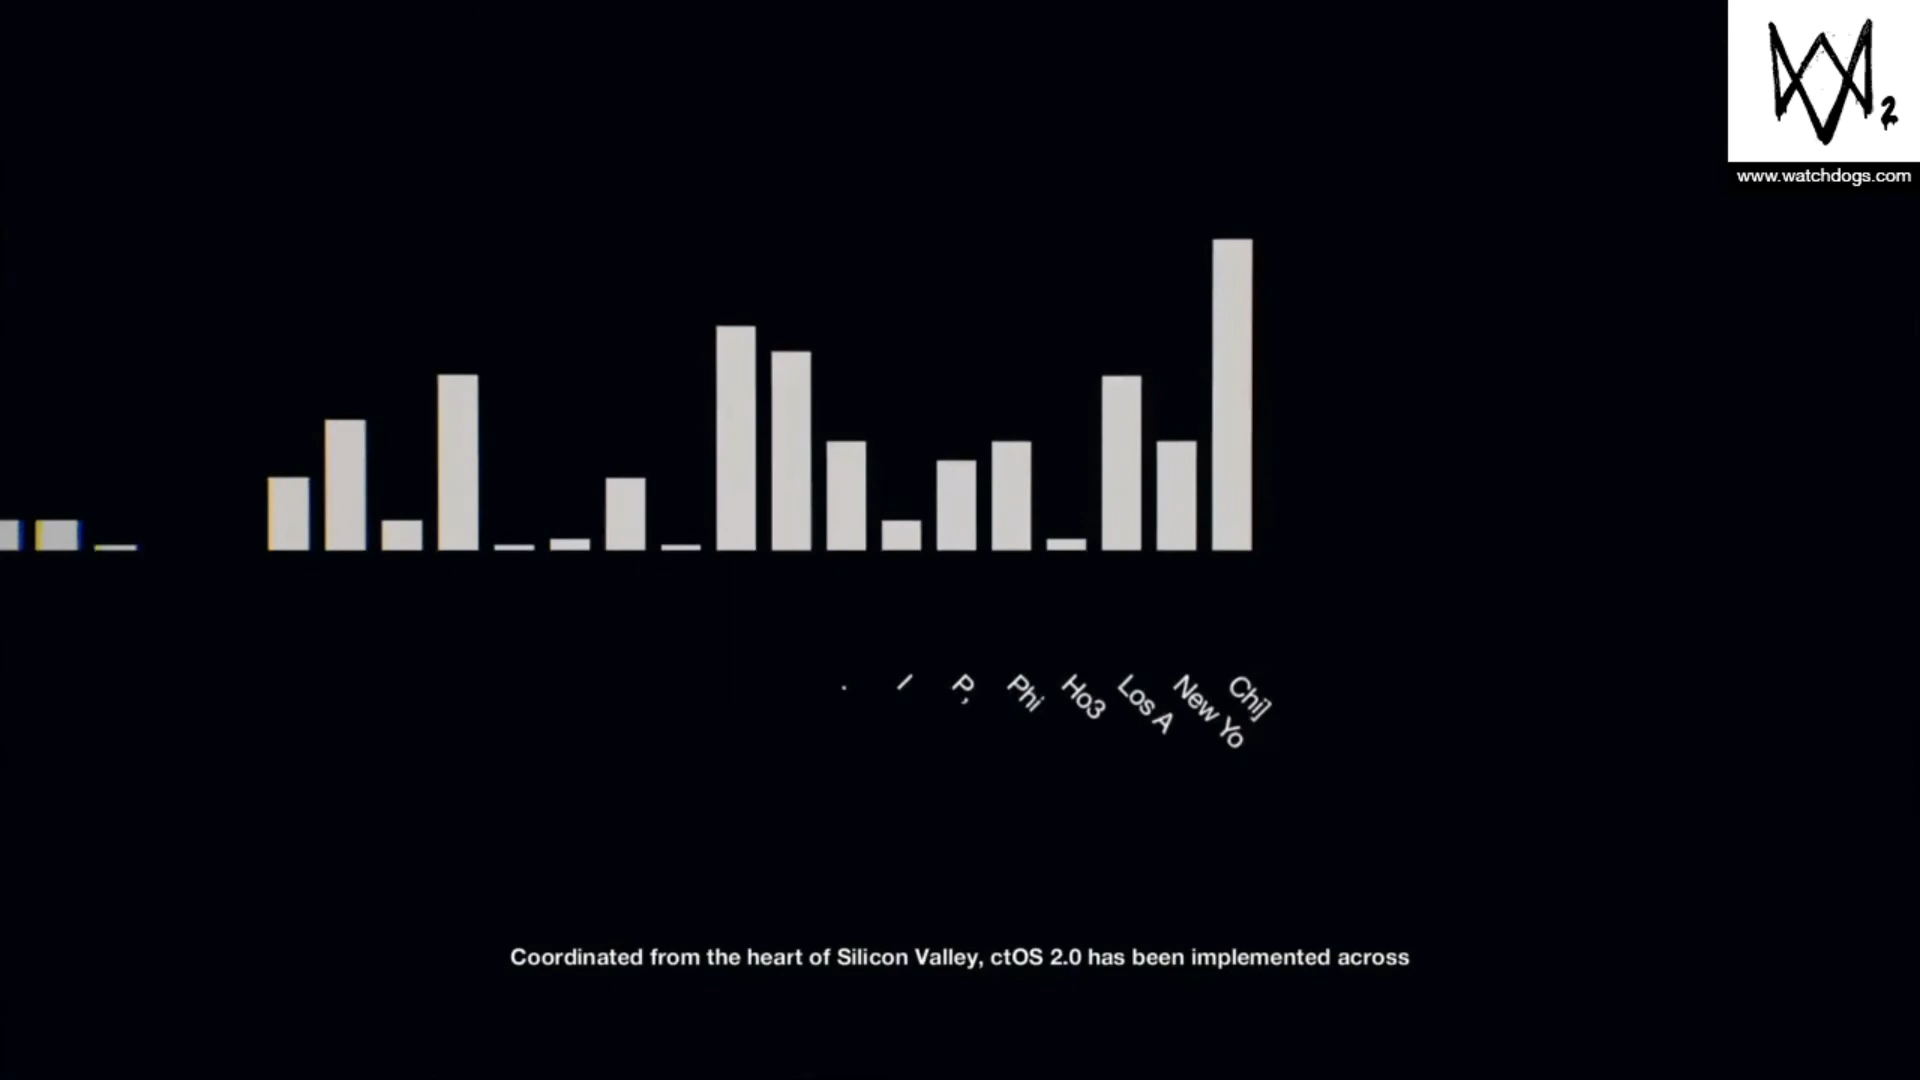 2
www.watchdogs.com
.
/
P,
Phi
Ho3
Los A
New Yo
Chi]
Coordinated from the heart of Silicon Valley, ctOS 2.0 has been implemented across